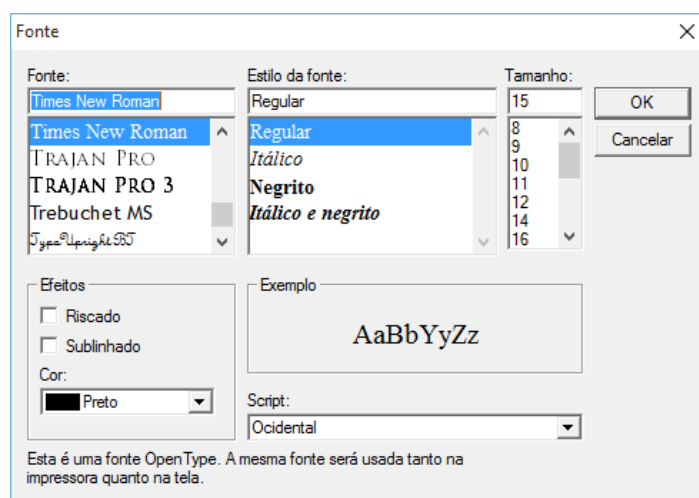 Fonte
Fonte:
Estilo da fonte:
Tamanho:
Times New Roman
Regular
15
OK
Times New Roman
Regular
8
Cancelar
TRAJAN PRO
Itálico
9
10
TRAJAN PRO 3
Negrito
11
Trebuchet MS
Itálico e negrito
12
14
TypeUpright BT
16
Efeitos
Exemplo
Riscado
Sublinhado
AaBbYyZz
Cor:
Preto
Script:
Ocidental
Esta é uma fonte OpenType. A mesma fonte será usada tanto na
impressora quanto na tela.